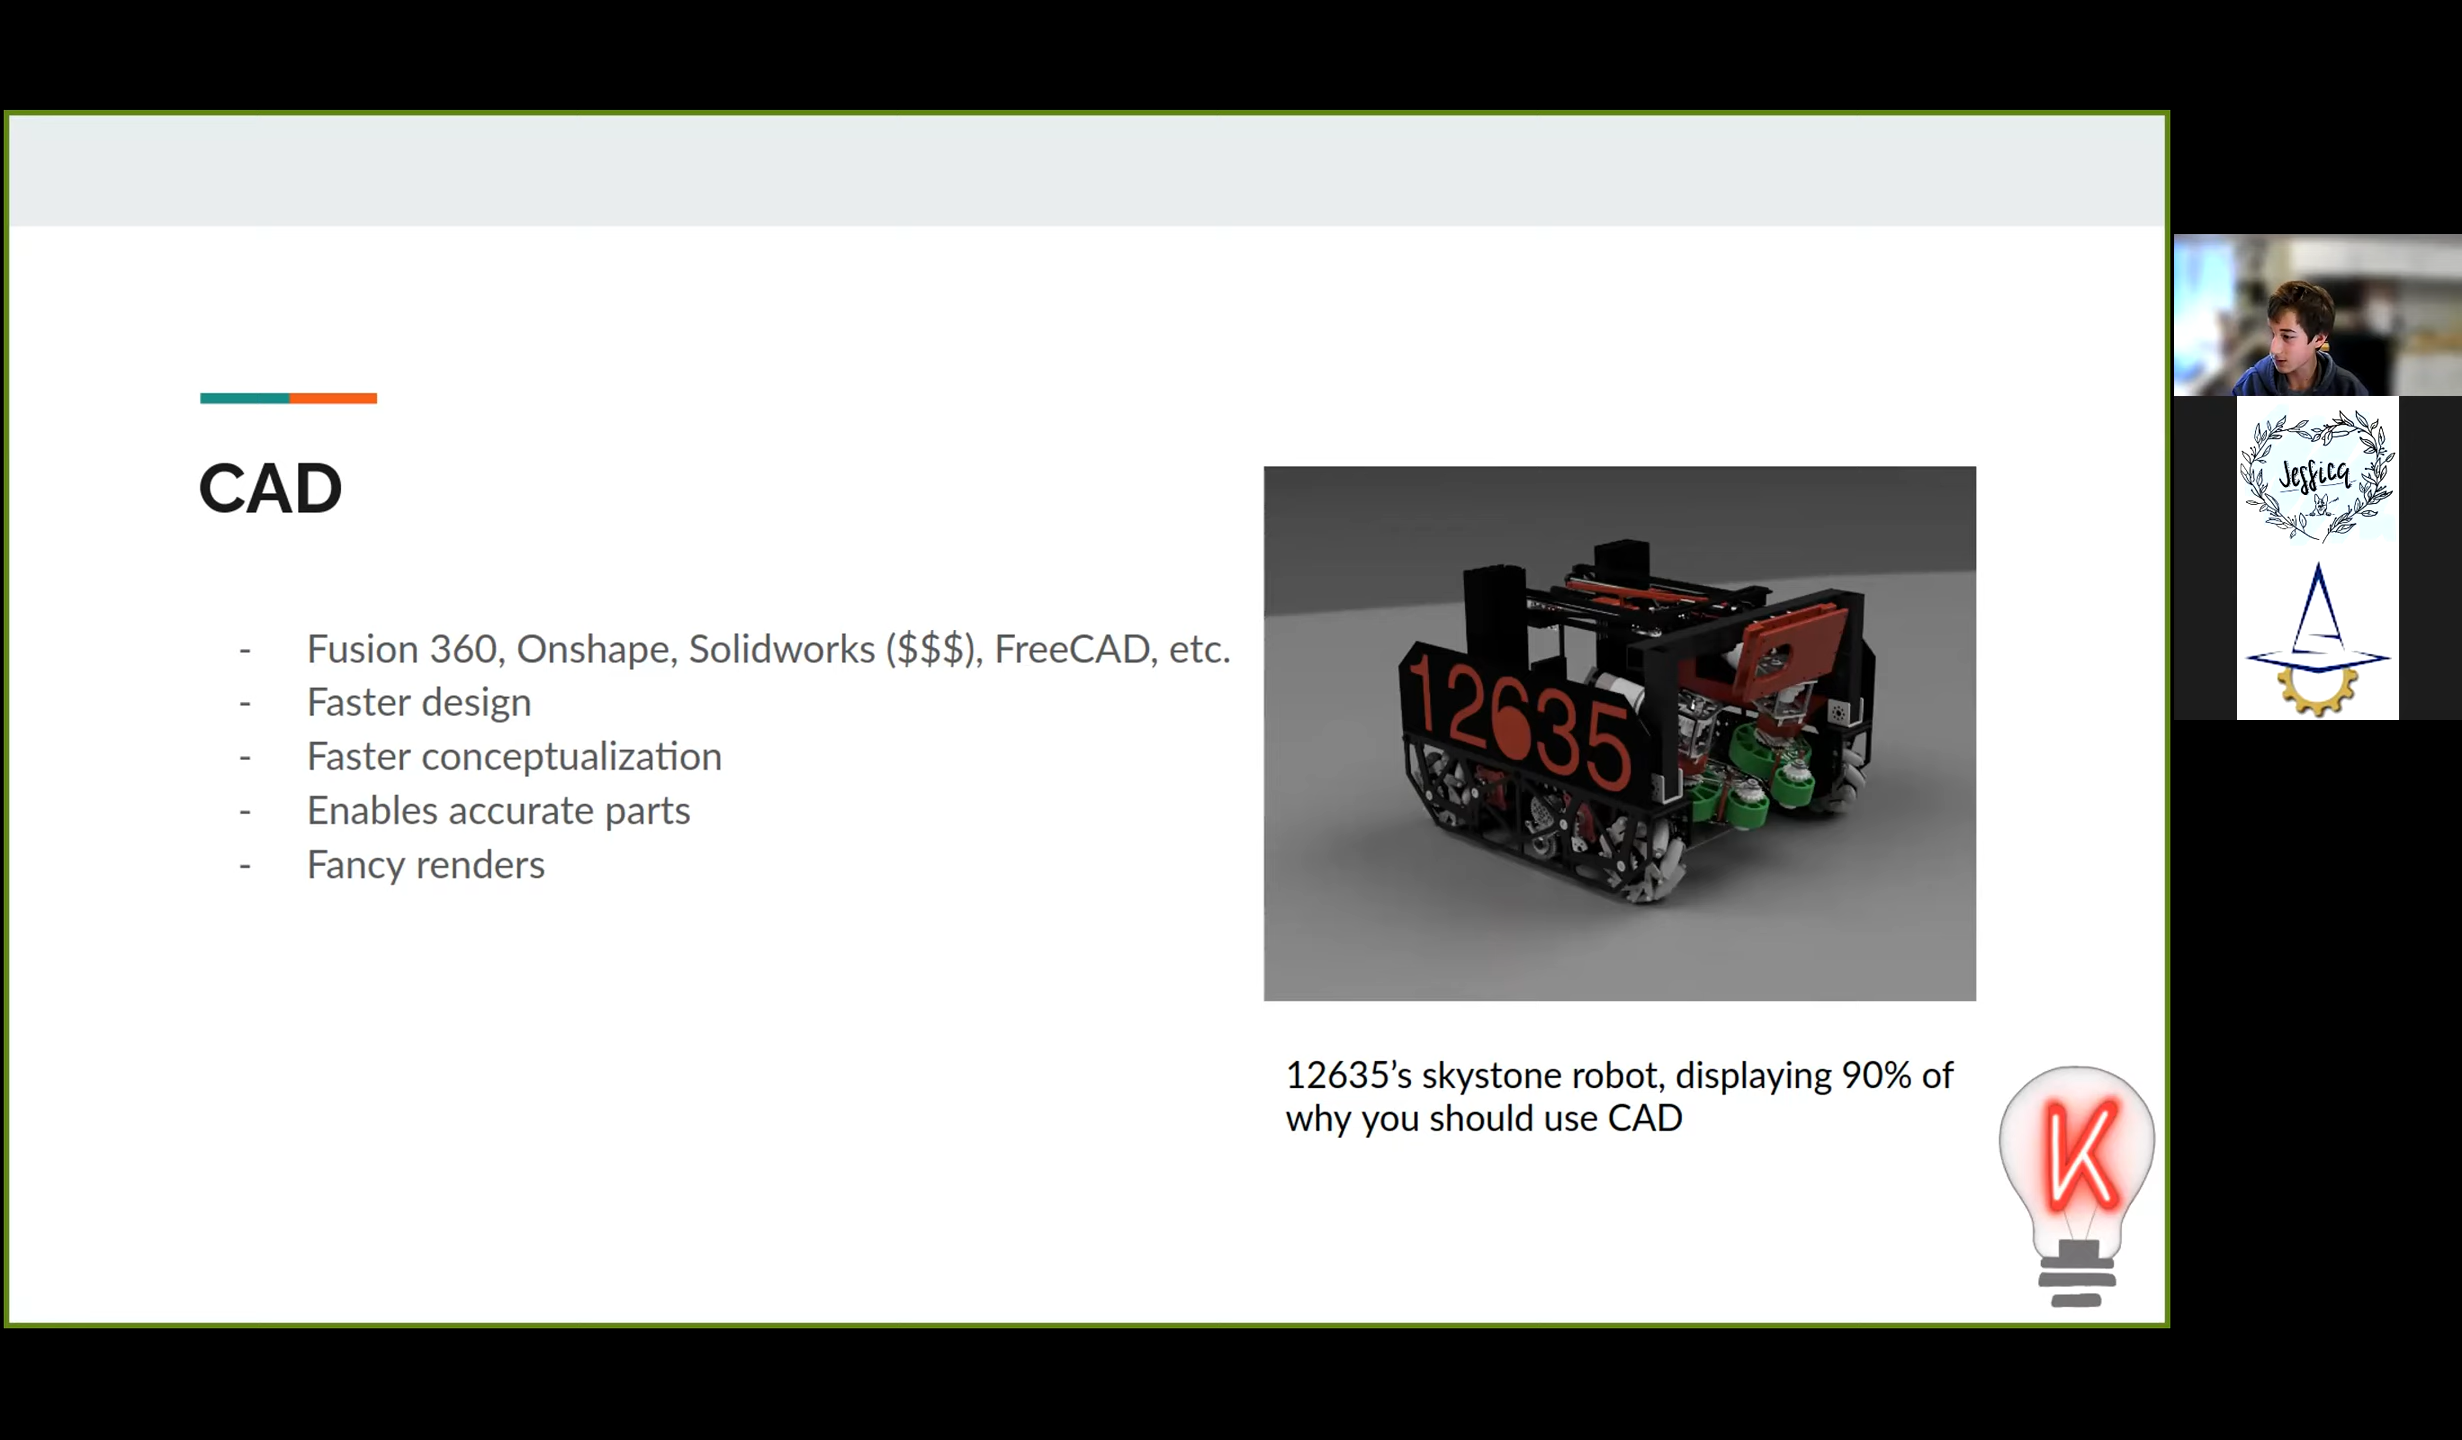 CAD
- Fusion 360, Onshape, Solidworks ($$$), FreeCAD, etc.
- Faster design
- Faster conceptualization
- Enables accurate parts
- Fancy renders
12635
12635’s skystone robot, displaying 90% of
why you should use CAD
K
Jessica